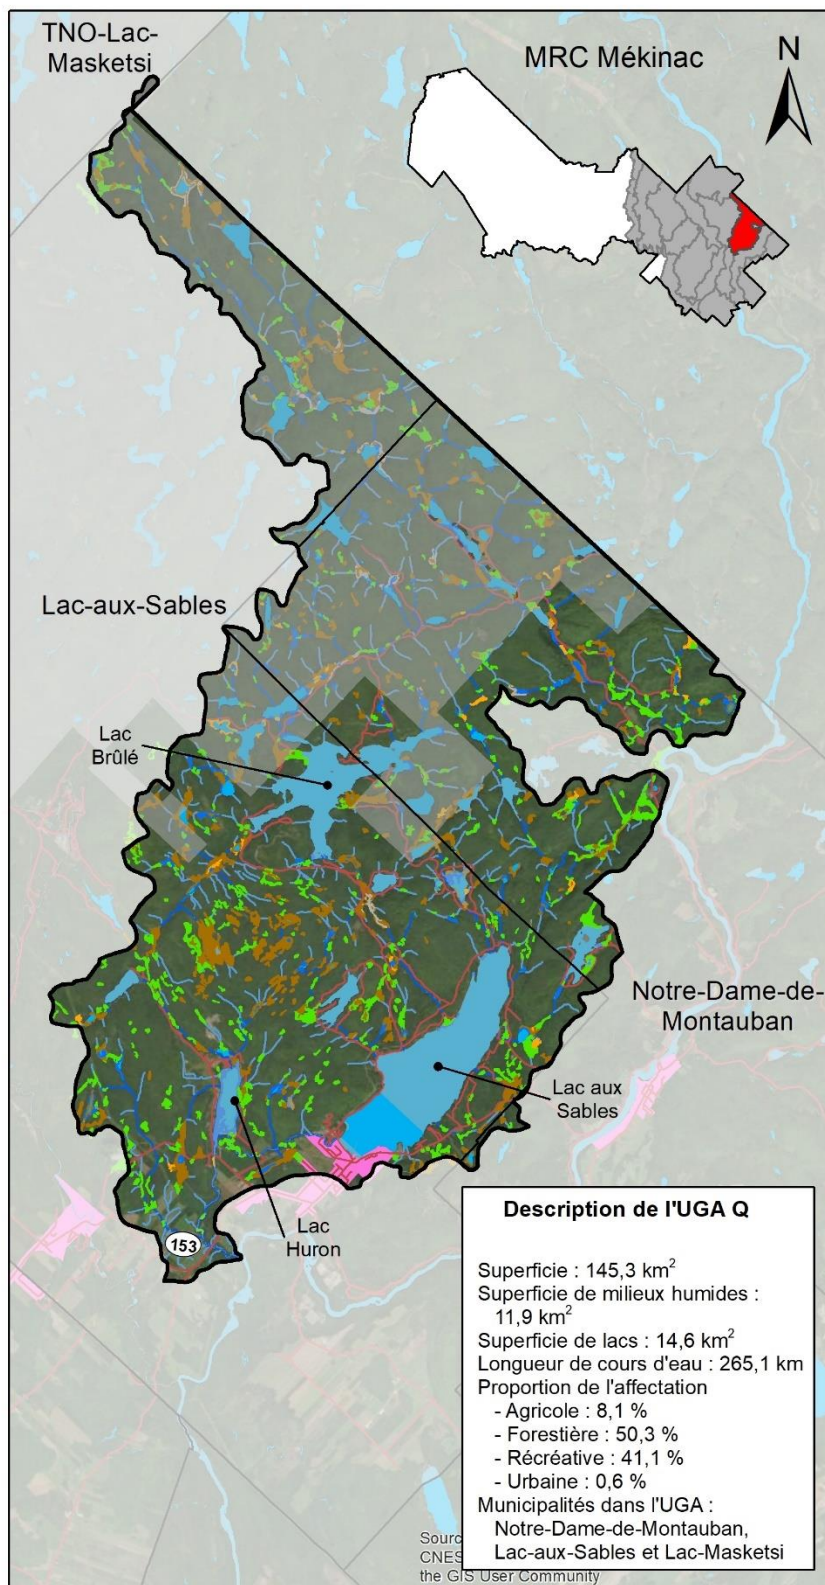 TNO-Lac-
Masketsi
MRC Mékinac
N
Lac-aux-Sables
Lac
Brûlé
Notre-Dame-de-
Montauban
Lac aux
Sables
Lac
Huron
153
Description de l'UGA Q
Superficie : 145,3 km²
Superficie de milieux humides :
11,9 km²
Superficie de lacs : 14,6 km²
Longueur de cours d'eau : 265,1 km
Proportion de l'affectation
- Agricole : 8,1 %
- Forestière : 50,3 %
- Récréative : 41,1 %
- Urbaine : 0,6 %
Municipalités dans l'UGA :
Notre-Dame-de-Montauban,
Lac-aux-Sables et Lac-Masketsi
CNES
the GIS User Community